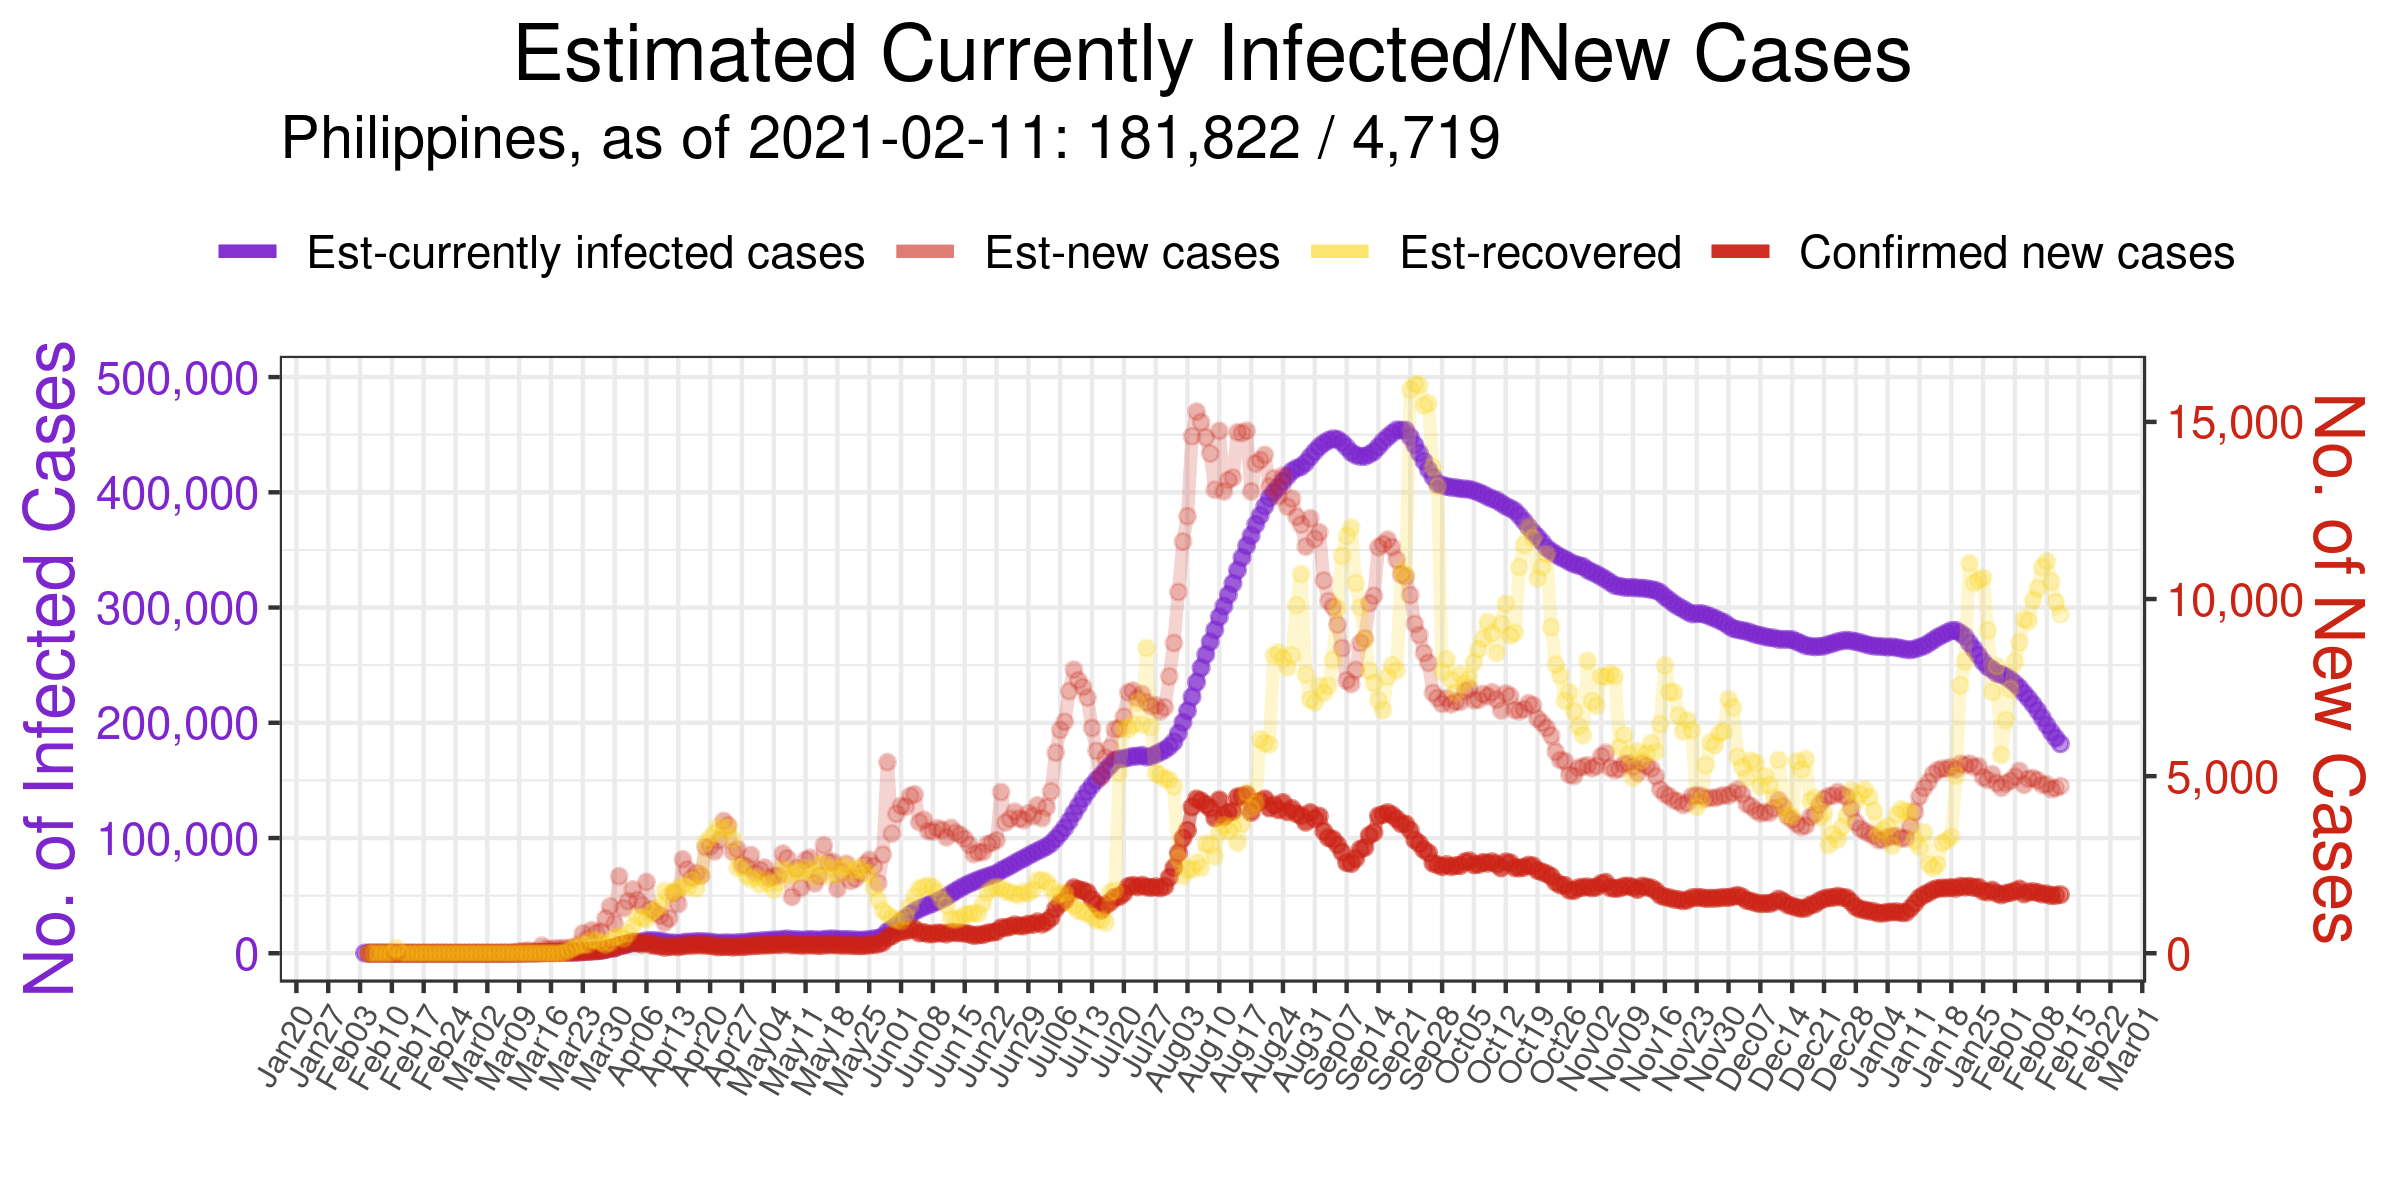 Estimated Currently Infected/New Cases
Philippines, as of 2021-02-11: 181,822 / 4,719
Est-currently infected cases Est-new cases Est-recovered Confirmed new cases
No. of Infected Cases
500,000
400,000
300,000
200,000
100,000
0
15,000
10,000
5,000
0
No. of New Cases
Jan20 Jan27 Feb03 Feb10 Feb17 Feb24 Mar02 Mar09 Mar16 Mar23 Mar30 Apr06 Apr13 Apr20 Apr27 May04 May11 May18 May25 Jun01 Jun08 Jun15 Jun22 Jun29 Jul06 Jul13 Jul20 Jul27 Aug03 Aug10 Aug17 Aug24 Aug31 Sep07 Sep14 Sep21 Sep28 Oct05 Oct12 Oct19 Oct26 Nov02 Nov09 Nov16 Nov23 Nov30 Dec07 Dec14 Dec21 Dec28 Dec04 Jan11 Jan18 Jan18 Jan25 Feb01 Feb08 Feb15 Feb22 Mar01